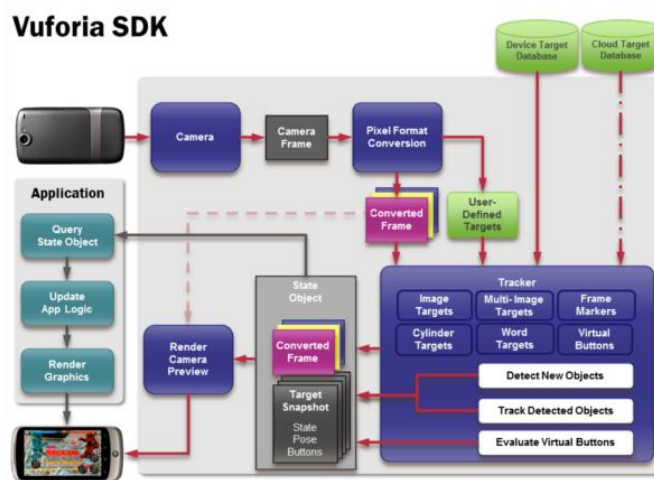 Vuforia SDK
Device Target
Database
Cloud Target
Database
Camera
Camera
Frame
Pixel Format
Conversion
Application
Query
State Object
Update
App Logic
Render
Graphics
Converted
Frame
User-
Defined
Targets
State
Object
Converted
Frame
Target
Snapshot
State
Pose
Buttons
Render
Camera
Preview
Tracker
Image
Targets
Multi-Image
Targets
Frame
Markers
Cylinder
Targets
Word
Targets
Virtual
Buttons
Detect New Objects
Track Detected Objects
Evaluate Virtual Buttons